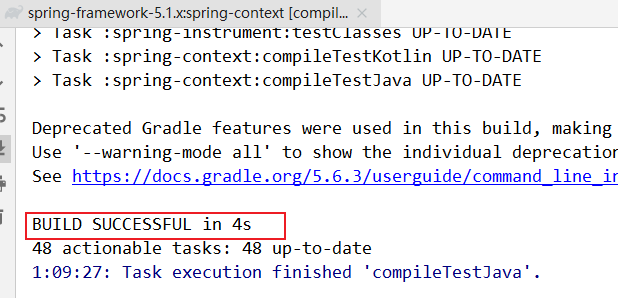 spring-framework-5.1.x:spring-context [compil...
> Task :spring-instrument:testClasses UP-TO-DATE
> Task :spring-context:compileTestKotlin UP-TO-DATE
> Task :spring-context:compileTestJava UP-TO-DATE
Deprecated Gradle features were used in this build, making
Use '--warning-mode all' to show the individual deprecation
See https://docs.gradle.org/5.6.3/userguide/command_line_in
BUILD SUCCESSFUL in 4s
48 actionable tasks: 48 up-to-date
1:09:27: Task execution finished 'compileTestJava'.